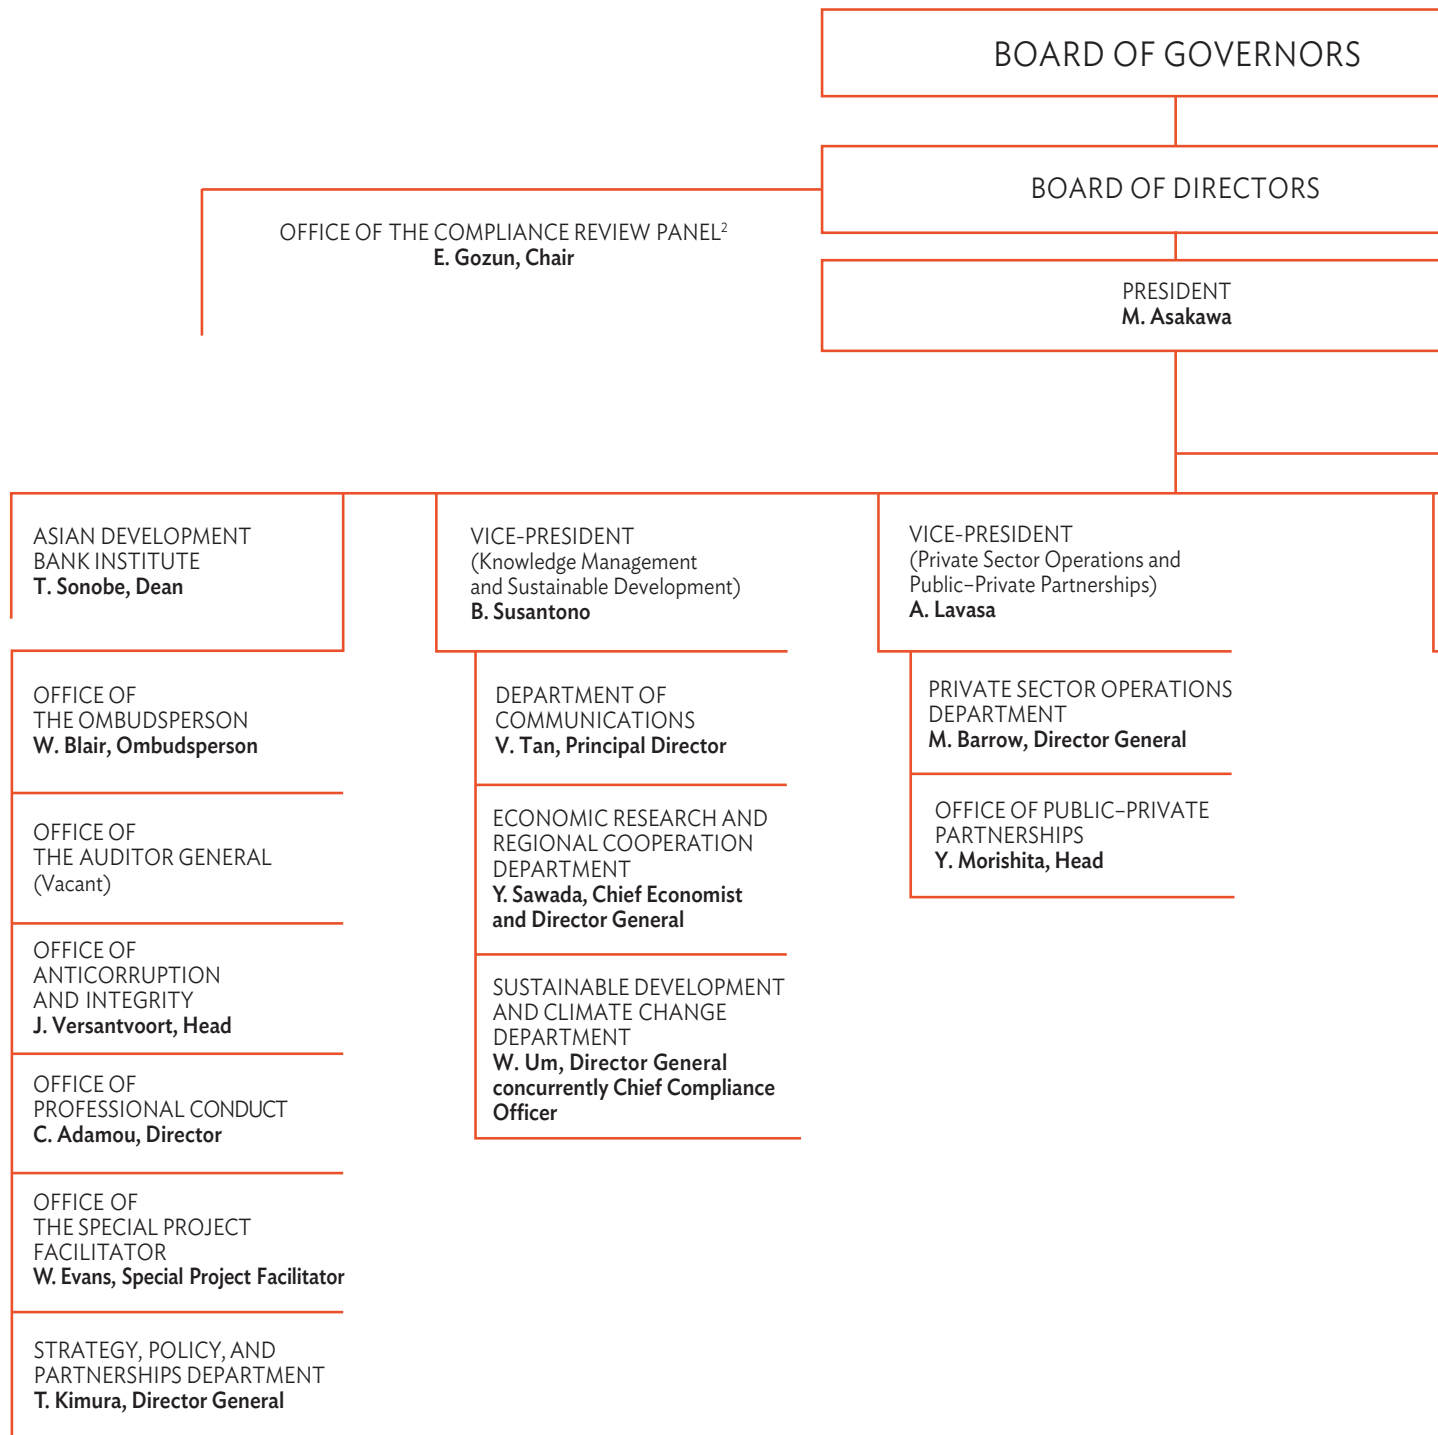 BOARD OF GOVERNORS
BOARD OF DIRECTORS
OFFICE OF THE COMPLIANCE REVIEW PANEL²
E. Gozun, Chair
PRESIDENT
M. Asakawa
ASIAN DEVELOPMENT
BANK INSTITUTE
T. Sonobe, Dean
OFFICE OF
THE OMBUDSPERSON
W. Blair, Ombudsperson
OFFICE OF
THE AUDITOR GENERAL
(Vacant)
OFFICE OF
ANTICORRUPTION
AND INTEGRITY
J. Versantvoort, Head
OFFICE OF
PROFESSIONAL CONDUCT
C. Adamou, Director
OFFICE OF
THE SPECIAL PROJECT
FACILITATOR
W. Evans, Special Project Facilitator
STRATEGY, POLICY, AND
PARTNERSHIPS DEPARTMENT
T. Kimura, Director General
VICE-PRESIDENT
(Knowledge Management
and Sustainable Development)
B. Susantono
DEPARTMENT OF
COMMUNICATIONS
V. Tan, Principal Director
ECONOMIC RESEARCH AND
REGIONAL COOPERATION
DEPARTMENT
Y. Sawada, Chief Economist
and Director General
SUSTAINABLE DEVELOPMENT
AND CLIMATE CHANGE
DEPARTMENT
W. Um, Director General
concurrently Chief Compliance
Officer
VICE-PRESIDENT
(Private Sector Operations and
Public–Private Partnerships)
A. Lavasa
PRIVATE SECTOR OPERATIONS
DEPARTMENT
M. Barrow, Director General
OFFICE OF PUBLIC–PRIVATE
PARTNERSHIPS
Y. Morishita, Head